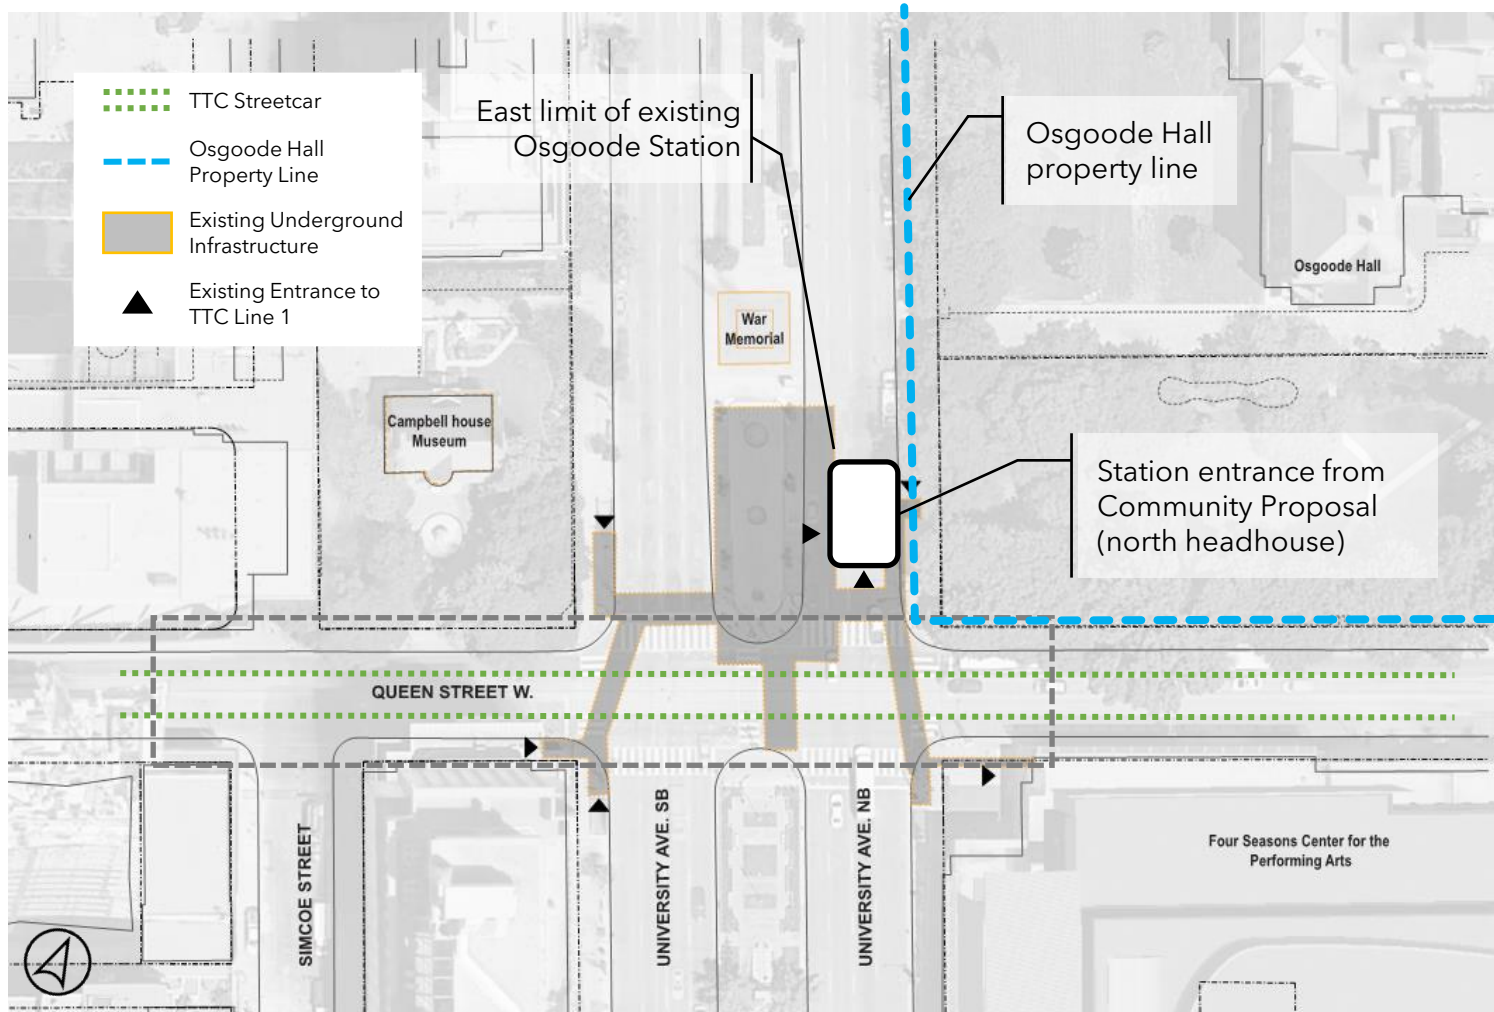 TTC Streetcar
Osgoode Hall
Property Line
Existing Underground
Infrastructure
Existing Entrance to
TTC Line 1
East limit of existing
Osgoode Station
Osgoode Hall
property line
Osgoode Hall
War
Memorial
Campbell house
Museum
Station entrance from
Community Proposal
(north headhouse)
QUEEN STREET W.
SIMCOE STREET
UNIVERSITY AVE. SB
UNIVERSITY AVE. NB
Four Seasons Center for the
Performing Arts